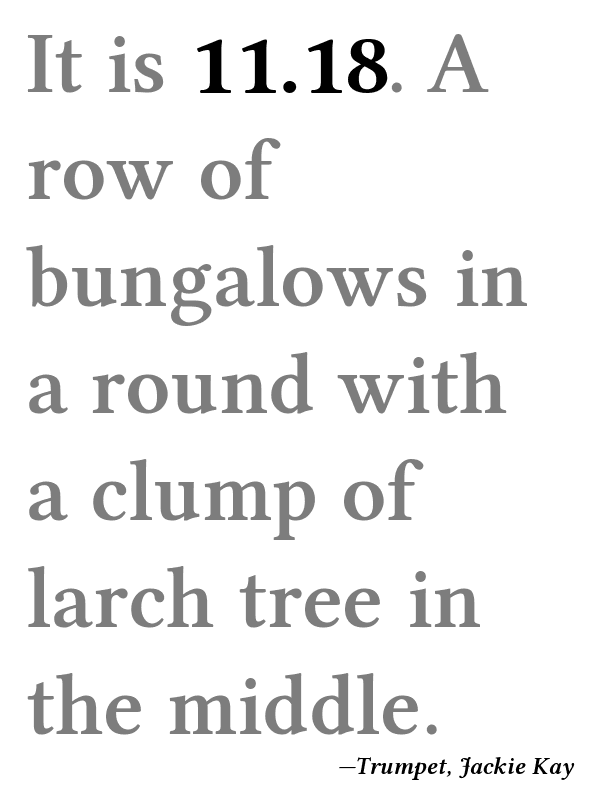 It is 11.18. A
row of
bungalows in
a round with
a clump of
larch tree in
the middle.
—Trumpet, Jackie Kay